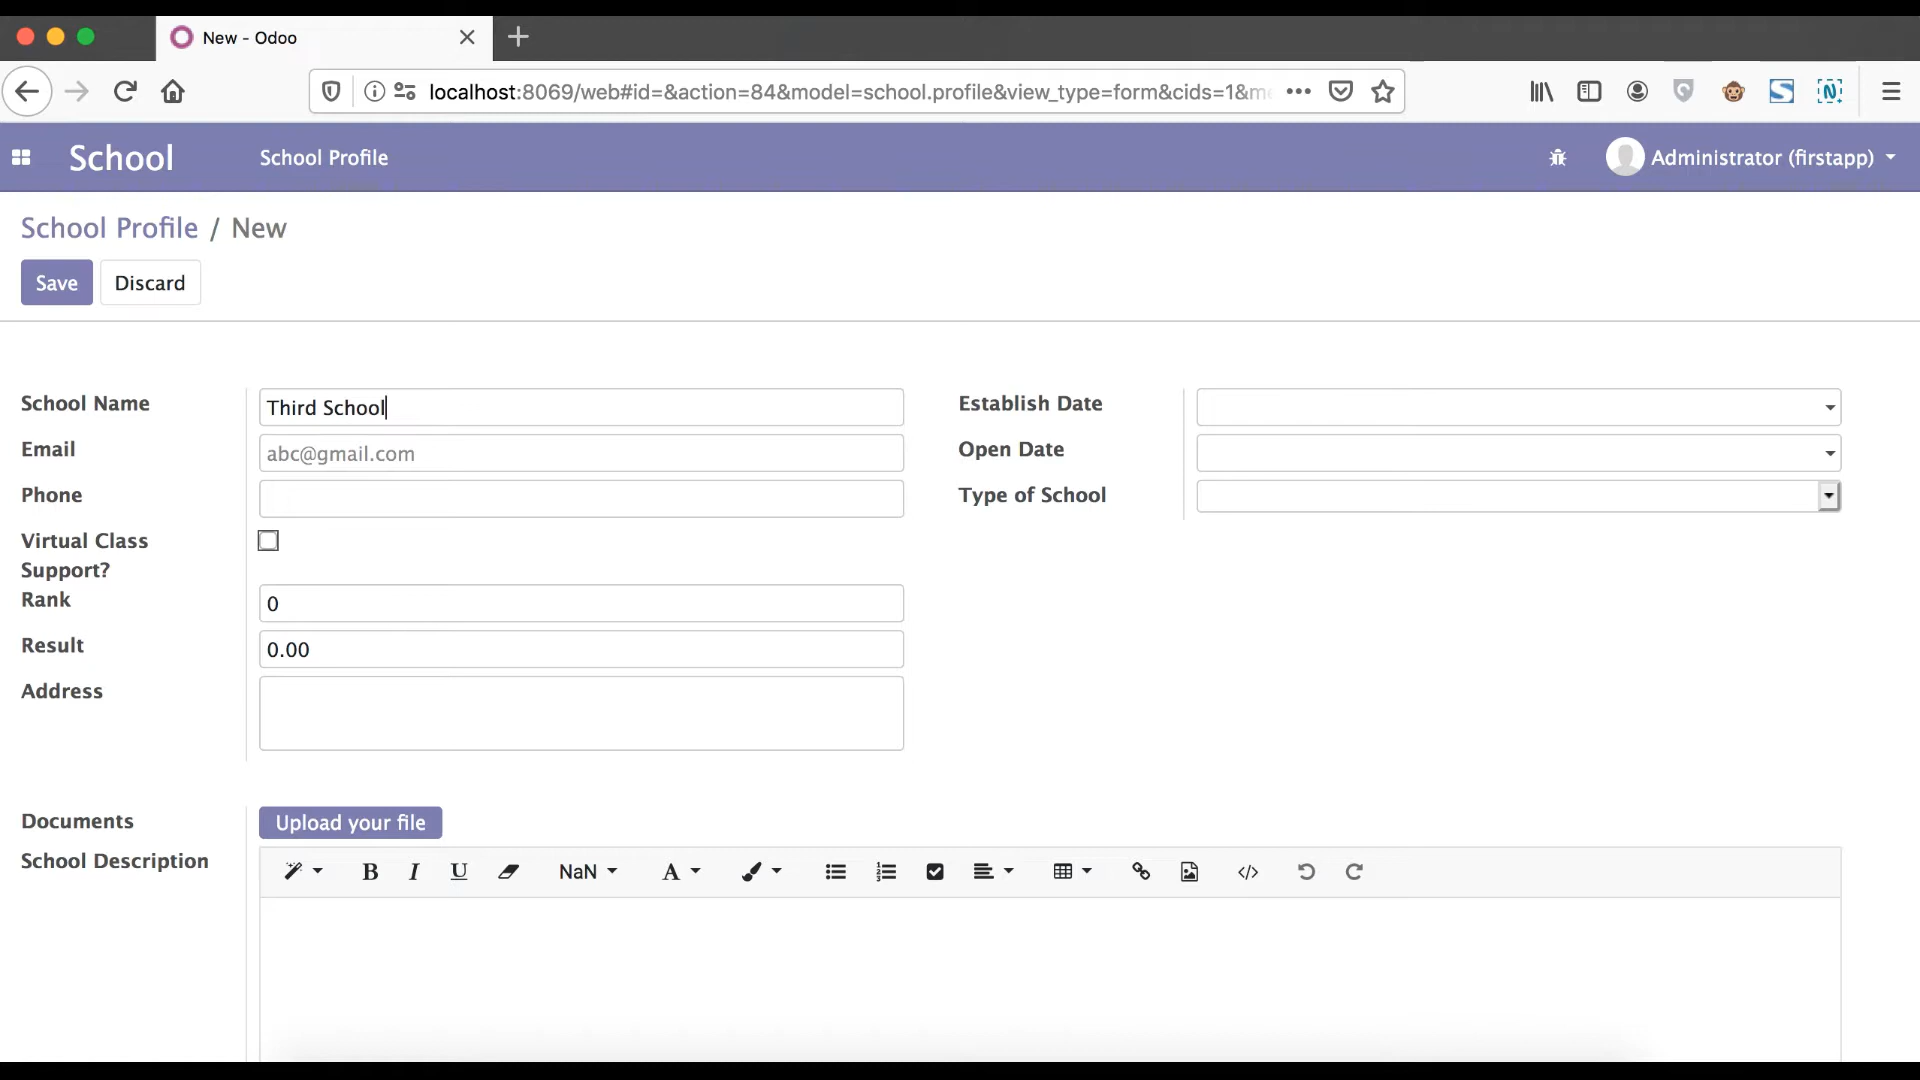 New - Odoo
localhost:8069/web#id=&action=84&model=school.profile&view_type=form&cids=1&m
School
School Profile
Administrator (firstapp)
School Profile / New
Save
Discard
School Name
Third School
Establish Date
Email
abc@gmail.com
Open Date
Phone
Type of School
Virtual Class
Support?
Rank
0
Result
0.00
Address
Documents
Upload your file
School Description
B
I
U
NaN
A